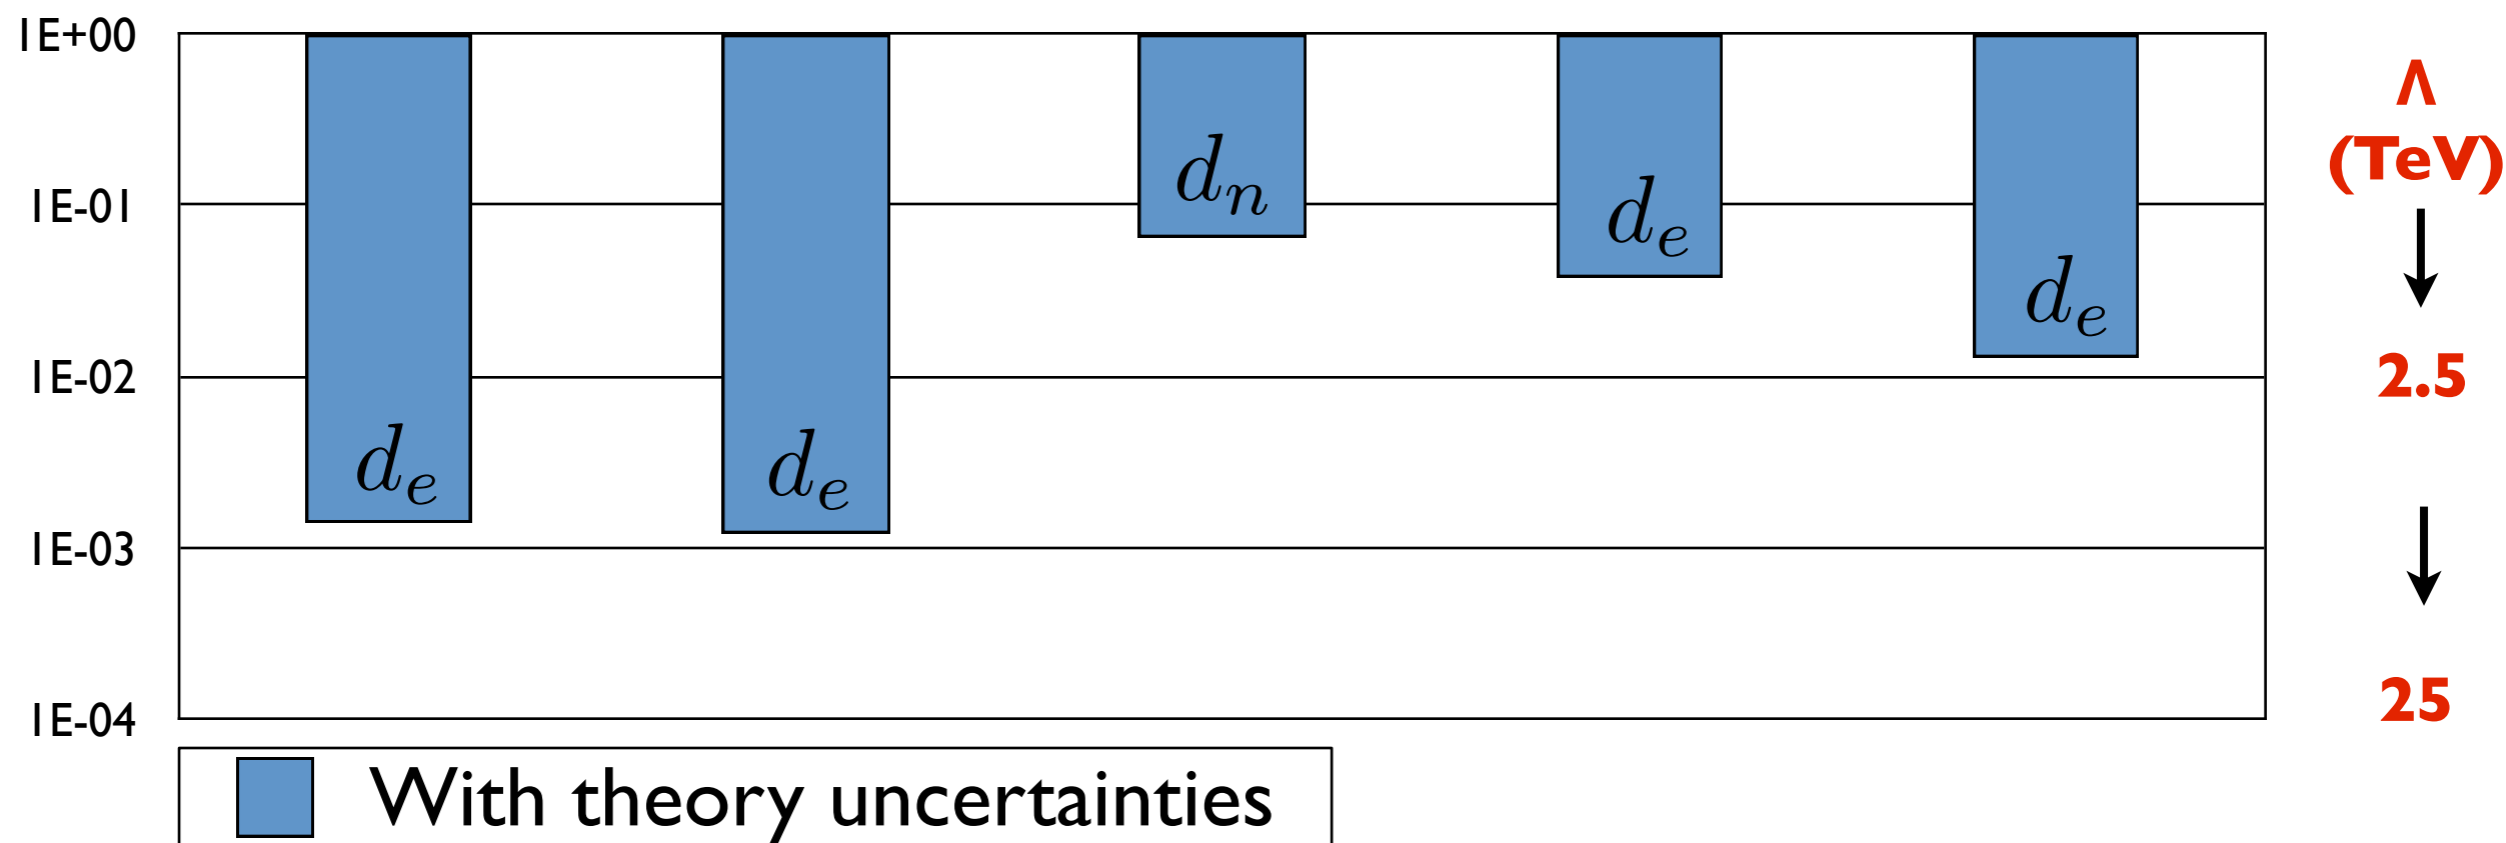 1E+00
1E-01
1E-02
1E-03
1E-04
d_e
d_e
d_n
d_e
d_e
Λ
(TeV)
2.5
25
With theory uncertainties